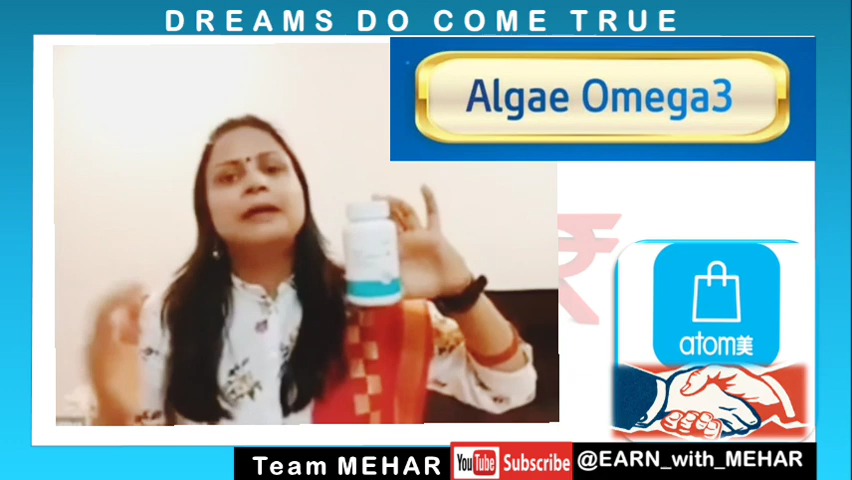 DREAMS DO COME TRUE
Algae Omega3
₹
atom美
Team MEHAR
YouTube Subscribe
@EARN_with_MEHAR